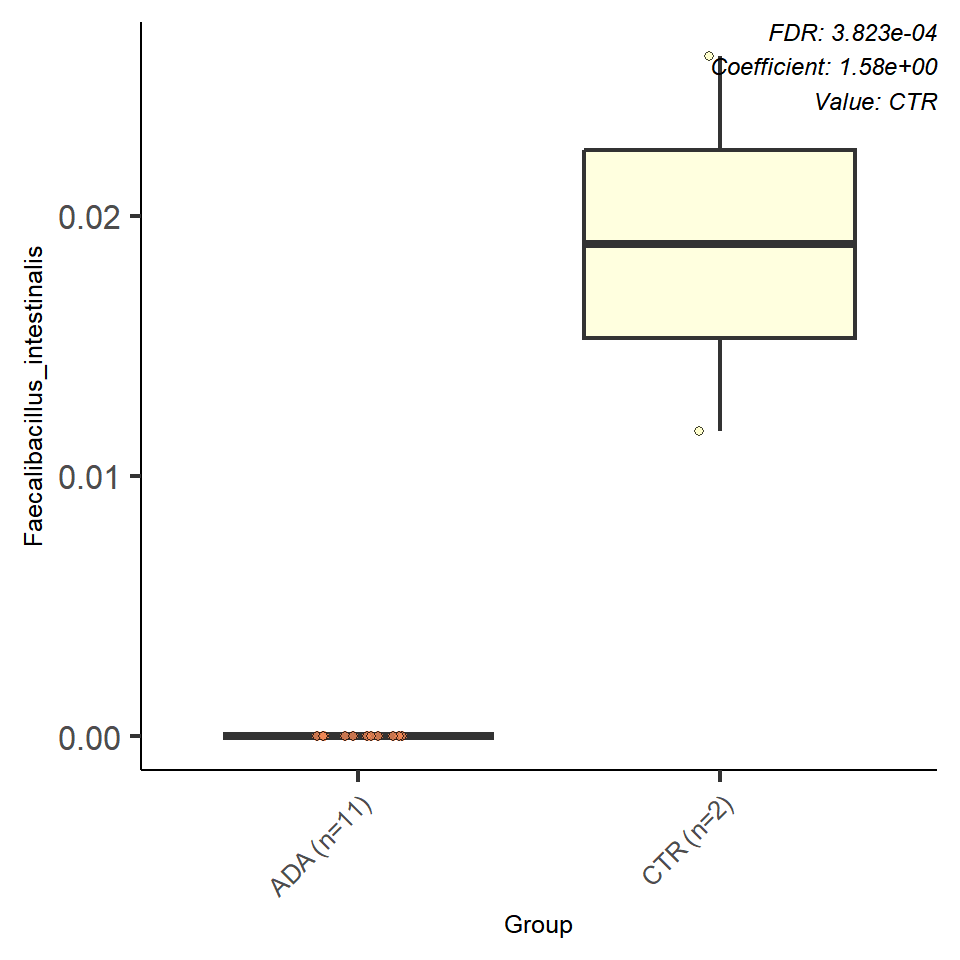 FDR: 3.823e-04
Coefficient: 1.58e+00
Value: CTR
Faecalibacillus_intestinalis
0.02
0.01
0.00
ADA (n=11)
CTR (n=2)
Group